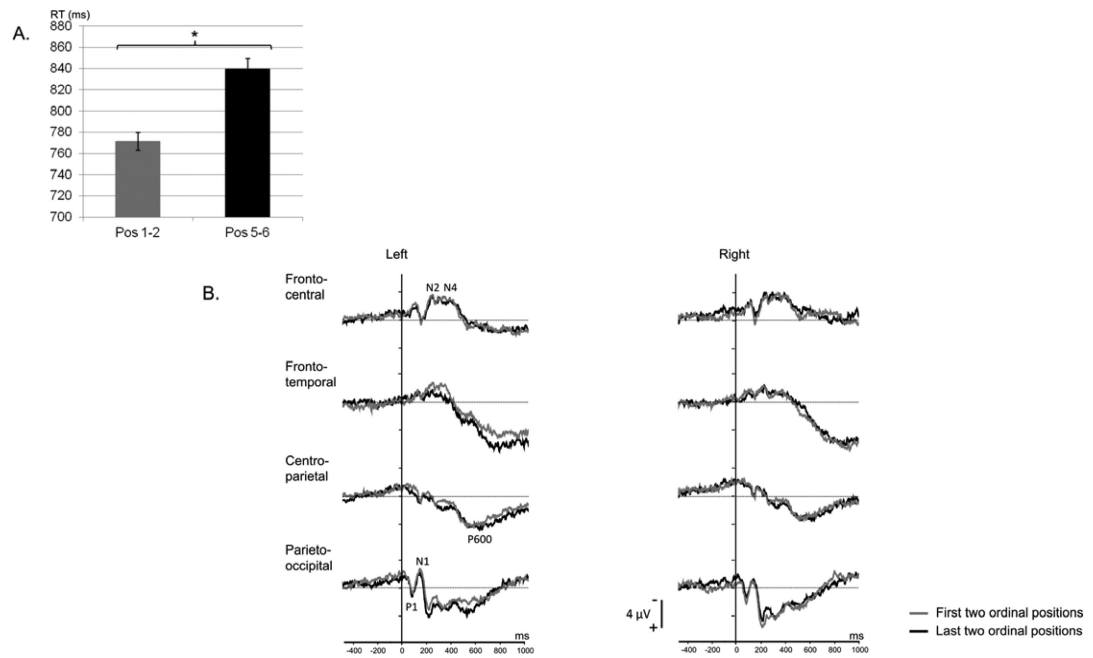 RT (ms)
A.
880
860
840
820
800
780
760
740
720
700
*
Pos 1-2
Pos 5-6
Left
Right
B.
Fronto-
central
N2 N4
Fronto-
temporal
Centro-
parietal
P600
Parieto-
occipital
N1
P1
4 µV
-
+
ms
-400 -200 0 200 400 600 800 1000
ms
-400 -200 0 200 400 600 800 1000
First two ordinal positions
Last two ordinal positions